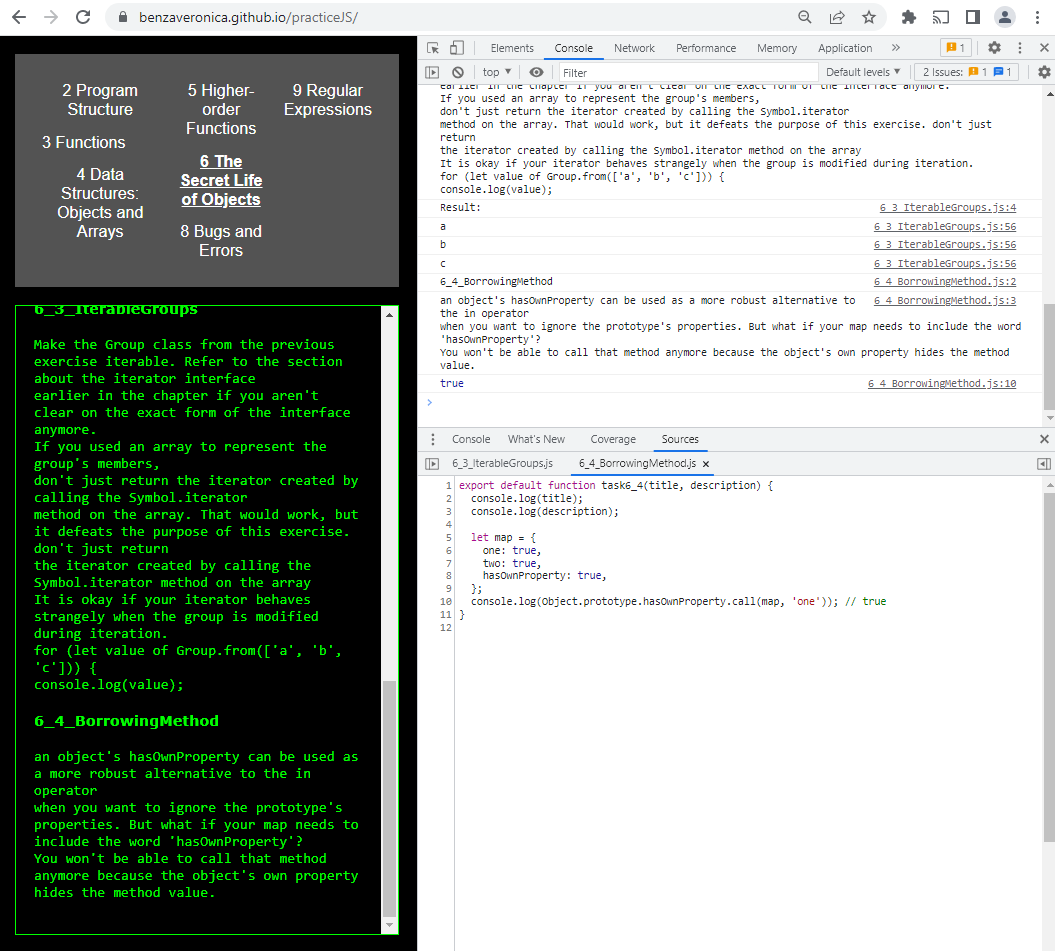 benzaveronica.github.io/practiceJS/
2 Program
Structure
3 Functions
4 Data
Structures:
Objects and
Arrays
5 Higher-
order
Functions
6 The
Secret Life
of Objects
8 Bugs and
Errors
9 Regular
Expressions
6_3_IterableGroups
Make the Group class from the previous
exercise iterable. Refer to the section
about the iterator interface
earlier in the chapter if you aren't
clear on the exact form of the interface
anymore.
If you used an array to represent the
group's members,
don't just return the iterator created by
calling the Symbol.iterator
method on the array. That would work, but
it defeats the purpose of this exercise.
don't just return
the iterator created by calling the
Symbol.iterator method on the array
It is okay if your iterator behaves
strangely when the group is modified
during iteration.
for (let value of Group.from(['a', 'b',
'c'])) {
console.log(value);
6_4_BorrowingMethod
an object's hasOwnProperty can be used as
a more robust alternative to the in
operator
when you want to ignore the prototype's
properties. But what if your map needs to
include the word 'hasOwnProperty'?
You won't be able to call that method
anymore because the object's own property
hides the method value.
Elements Console Network Performance Memory Application » 1
top ▼ Filter Default levels ▼ 2 Issues: 1 1
earlier in the chapter if you aren't clear on the exact form of the interface anymore.
If you used an array to represent the group's members,
don't just return the iterator created by calling the Symbol.iterator
method on the array. That would work, but it defeats the purpose of this exercise. don't just
return
the iterator created by calling the Symbol.iterator method on the array
It is okay if your iterator behaves strangely when the group is modified during iteration.
for (let value of Group.from(['a', 'b', 'c'])) {
console.log(value);
Result: 6_3_IterableGroups.js:4
a 6_3_IterableGroups.js:56
b 6_3_IterableGroups.js:56
c 6_3_IterableGroups.js:56
6_4_BorrowingMethod 6_4_BorrowingMethod.js:2
an object's hasOwnProperty can be used as a more robust alternative to 6_4_BorrowingMethod.js:3
the in operator
when you want to ignore the prototype's properties. But what if your map needs to include the word
'hasOwnProperty'?
You won't be able to call that method anymore because the object's own property hides the method
value.
true 6_4_BorrowingMethod.js:10
Console What's New Coverage Sources
6_3_IterableGroups.js 6_4_BorrowingMethod.js ×
1 export default function task6_4(title, description) {
2 console.log(title);
3 console.log(description);
4
5 let map = {
6 one: true,
7 two: true,
8 hasOwnProperty: true,
9 };
10 console.log(Object.prototype.hasOwnProperty.call(map, 'one')); // true
11 }
12